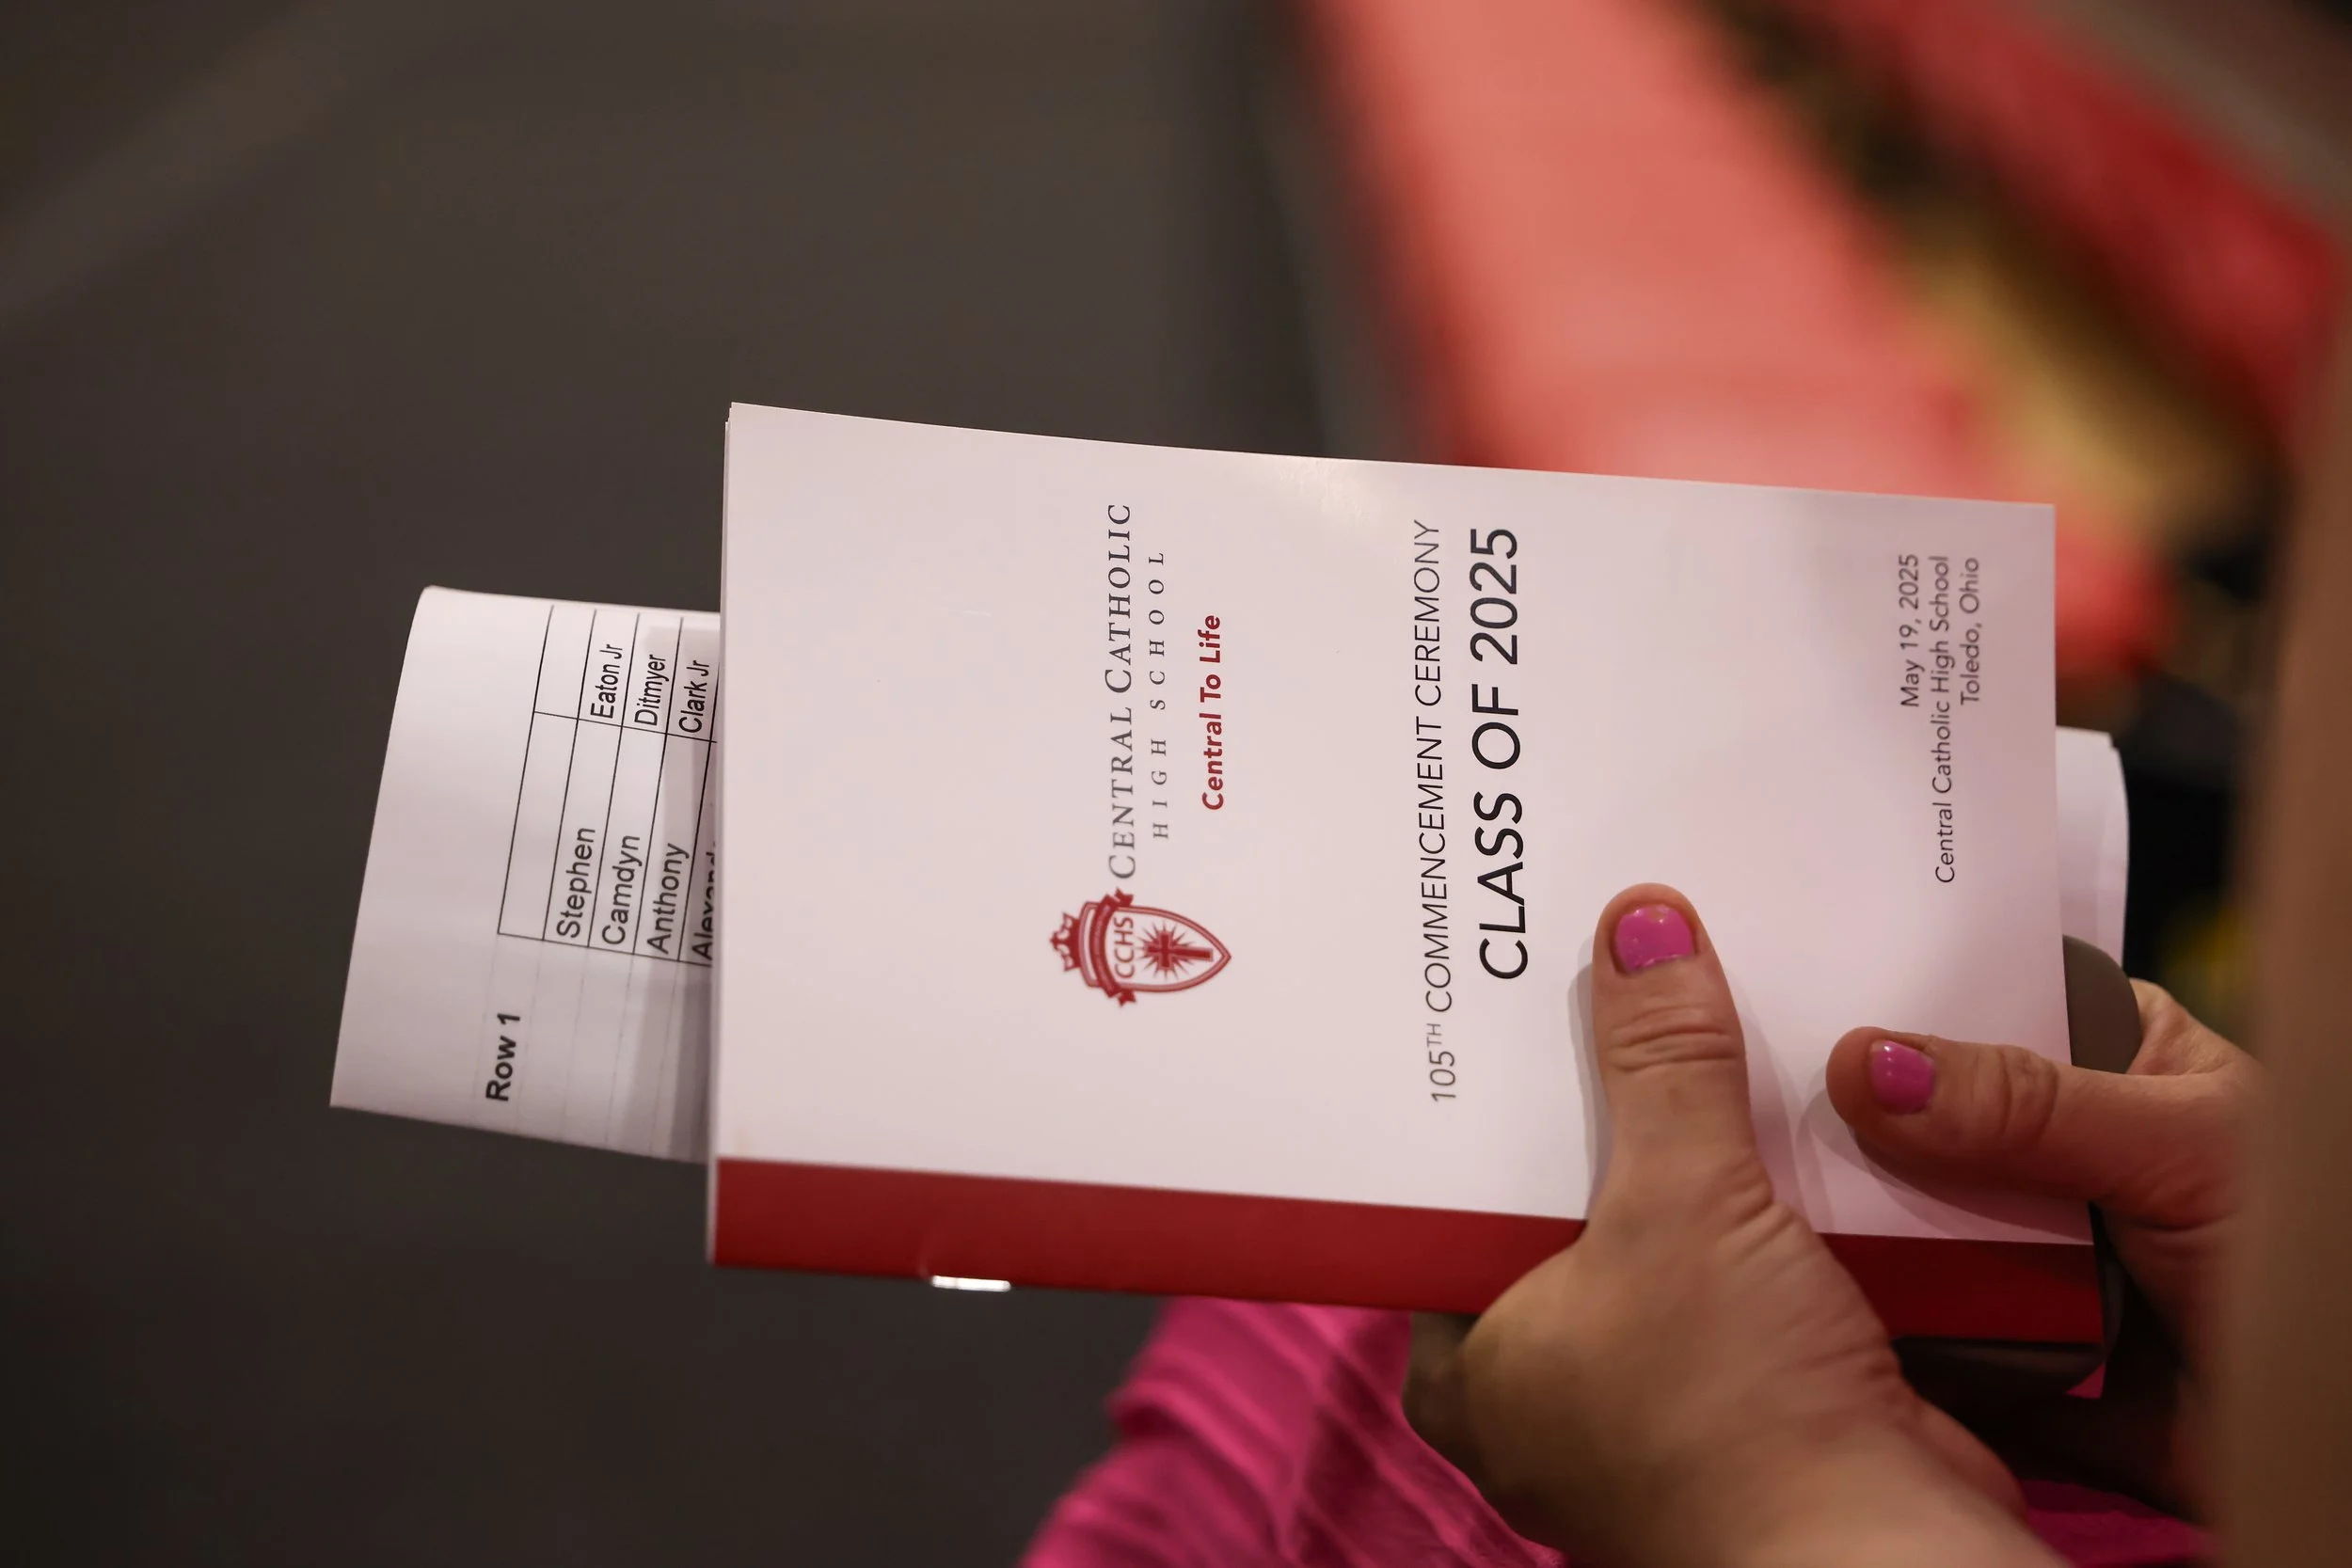 CENTRAL CATHOLIC
HIGH SCHOOL
Central To Life
CCHS
105TH COMMENCEMENT CEREMONY
CLASS OF 2025
May 19, 2025
Central Catholic High School
Toledo, Ohio
Row 1
Stephen Eaton Jr
Camdyn Ditmyer
Anthony Clark Jr